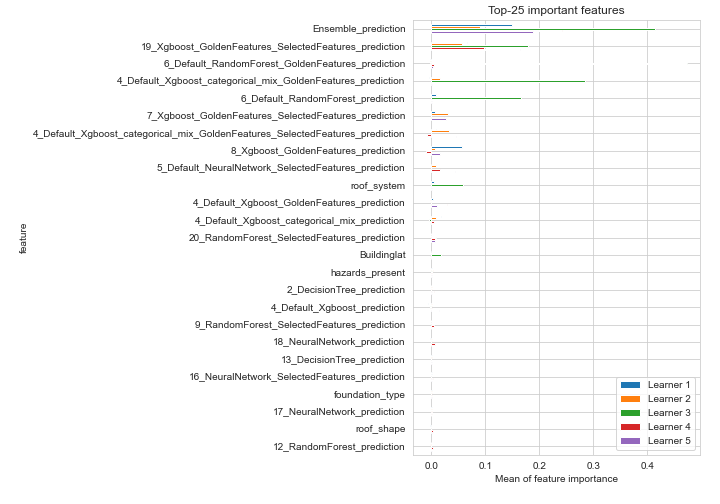 Top-25 important features
Ensemble_prediction
19_Xgboost_GoldenFeatures_SelectedFeatures_prediction
6_Default_RandomForest_GoldenFeatures_prediction
4_Default_Xgboost_categorical_mix_GoldenFeatures_prediction
6_Default_RandomForest_prediction
7_Xgboost_GoldenFeatures_SelectedFeatures_prediction
4_Default_Xgboost_categorical_mix_GoldenFeatures_SelectedFeatures_prediction
8_Xgboost_GoldenFeatures_prediction
5_Default_NeuralNetwork_SelectedFeatures_prediction
roof_system
4_Default_Xgboost_GoldenFeatures_prediction
4_Default_Xgboost_categorical_mix_prediction
20_RandomForest_SelectedFeatures_prediction
Buildinglat
hazards_present
2_DecisionTree_prediction
4_Default_Xgboost_prediction
9_RandomForest_SelectedFeatures_prediction
18_NeuralNetwork_prediction
13_DecisionTree_prediction
16_NeuralNetwork_SelectedFeatures_prediction
foundation_type
17_NeuralNetwork_prediction
roof_shape
12_RandomForest_prediction
feature
Learner 1
Learner 2
Learner 3
Learner 4
Learner 5
0.0 0.1 0.2 0.3 0.4
Mean of feature importance